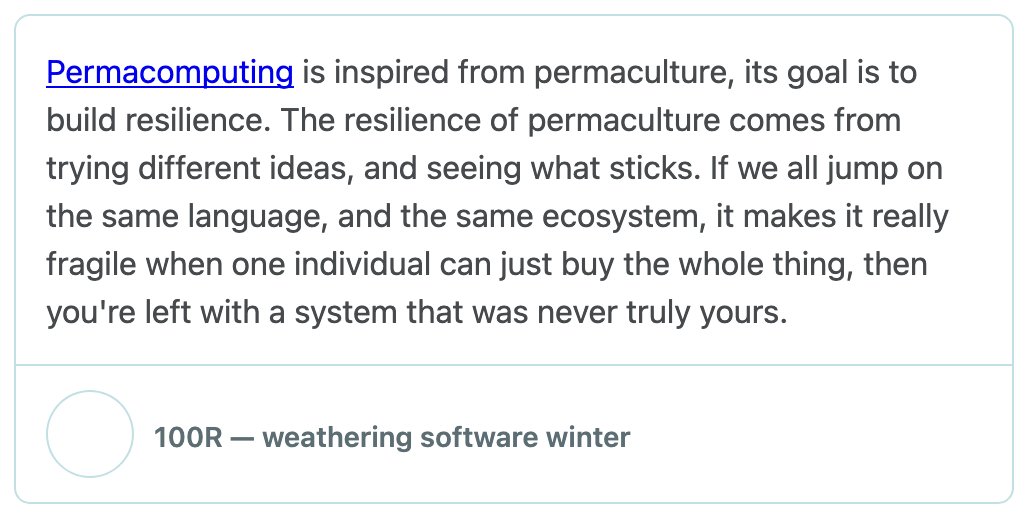 Permacomputing is inspired from permaculture, its goal is to
build resilience. The resilience of permaculture comes from
trying different ideas, and seeing what sticks. If we all jump on
the same language, and the same ecosystem, it makes it really
fragile when one individual can just buy the whole thing, then
you're left with a system that was never truly yours.
100R — weathering software winter